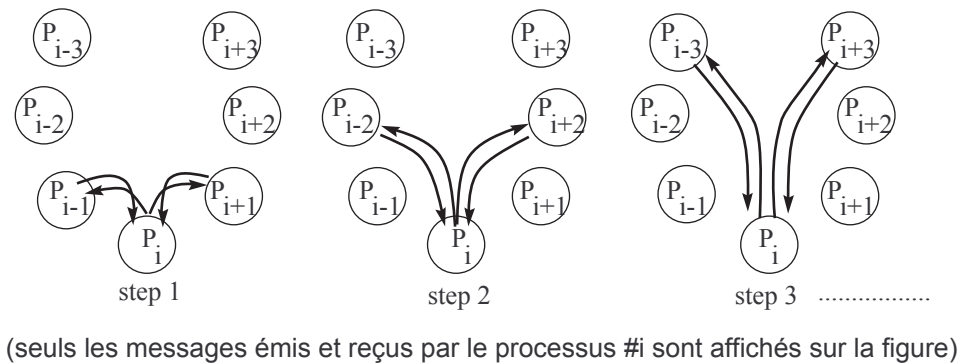 P i-3 P i+3 P i-3 P i+3 P i-3 P i+3
P i-2 P i+2 P i-2 P i+2 P i-2 P i+2
P i-1 P i+1 P i-1 P i+1 P i-1 P i+1
P i P i P i
step 1 step 2 step 3 .................
(seuls les messages émis et reçus par le processus #i sont affichés sur la figure)